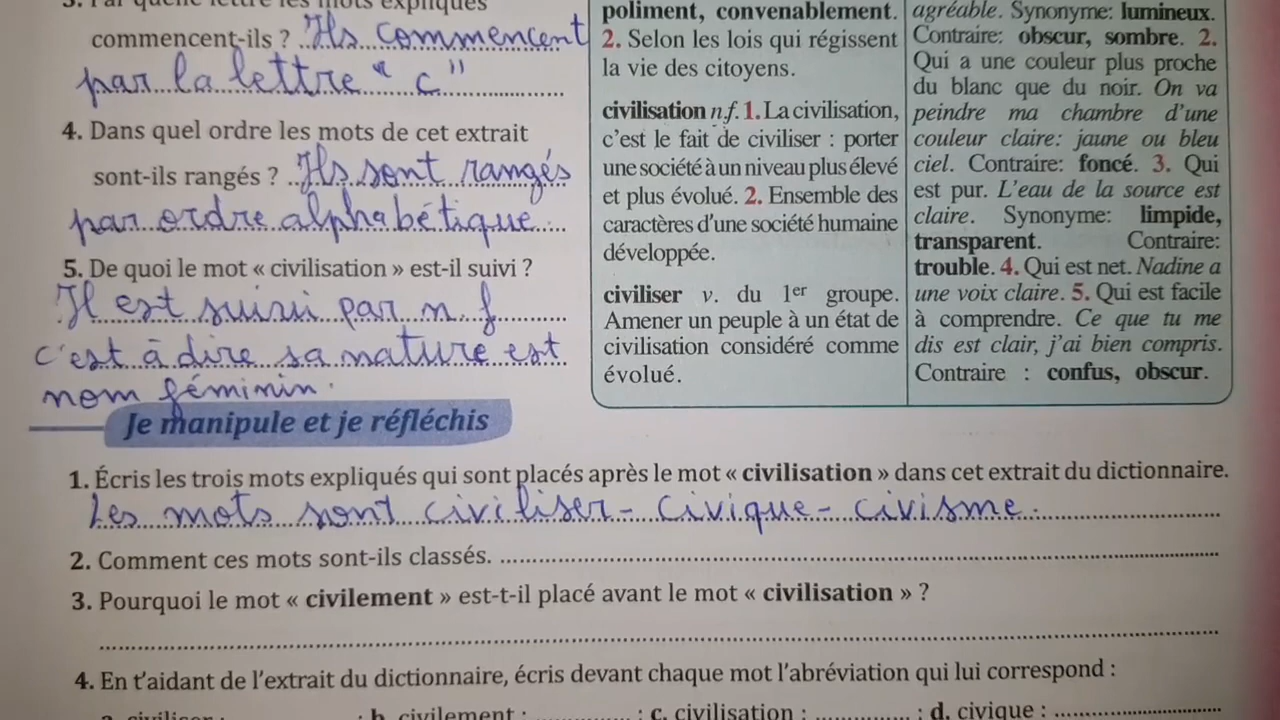 3. Par quelle lettre les mots expliqués
commencent-ils ? Ils commencent
par la lettre " c "
4. Dans quel ordre les mots de cet extrait
sont-ils rangés ? Ils sont rangés
par ordre alphabétique
5. De quoi le mot « civilisation » est-il suivi ?
Il est suivi par n. f
c'est à dire sa nature est
nom féminin.
poliment, convenablement.
2. Selon les lois qui régissent
la vie des citoyens.
civilisation n.f. 1. La civilisation,
c'est le fait de civiliser : porter
une société à un niveau plus élevé
et plus évolué. 2. Ensemble des
caractères d'une société humaine
développée.
civiliser v. du 1er groupe.
Amener un peuple à un état de
civilisation considéré comme
évolué.
agréable. Synonyme: lumineux.
Contraire: obscur, sombre. 2.
Qui a une couleur plus proche
du blanc que du noir. On va
peindre ma chambre d'une
couleur claire: jaune ou bleu
ciel. Contraire: foncé. 3. Qui
est pur. L'eau de la source est
claire. Synonyme: limpide,
transparent. Contraire:
trouble. 4. Qui est net. Nadine a
une voix claire. 5. Qui est facile
à comprendre. Ce que tu me
dis est clair, j'ai bien compris.
Contraire : confus, obscur.
Je manipule et je réfléchis
1. Écris les trois mots expliqués qui sont placés après le mot « civilisation » dans cet extrait du dictionnaire.
Les mots sont civiliser - civique - civisme.
2. Comment ces mots sont-ils classés.
3. Pourquoi le mot « civilement » est-t-il placé avant le mot « civilisation » ?
4. En t'aidant de l'extrait du dictionnaire, écris devant chaque mot l'abréviation qui lui correspond :
a. civiliser : ; b. civilement : ; c. civilisation : ; d. civique :